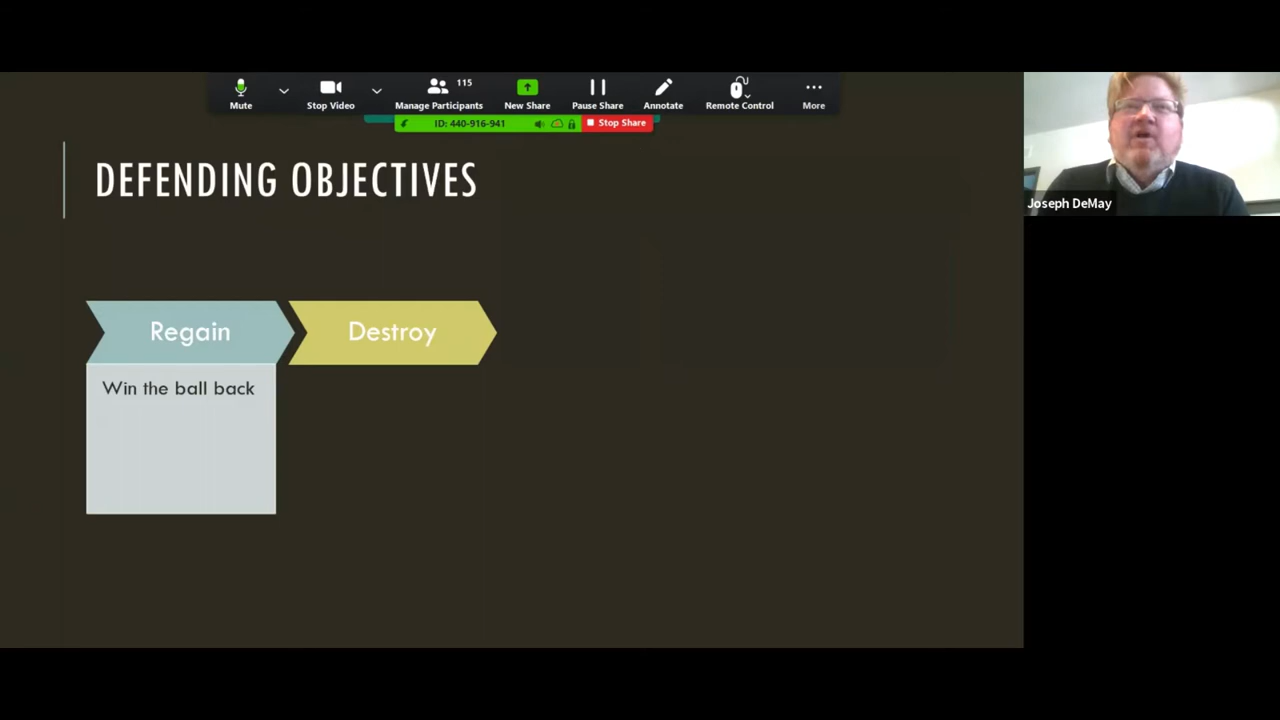 115
Mute
Stop Video
Manage Participants
New Share
Pause Share
Annotate
Remote Control
More
ID: 440-916-941
Stop Share
Joseph DeMay
DEFENDING OBJECTIVES
Regain
Destroy
Win the ball back